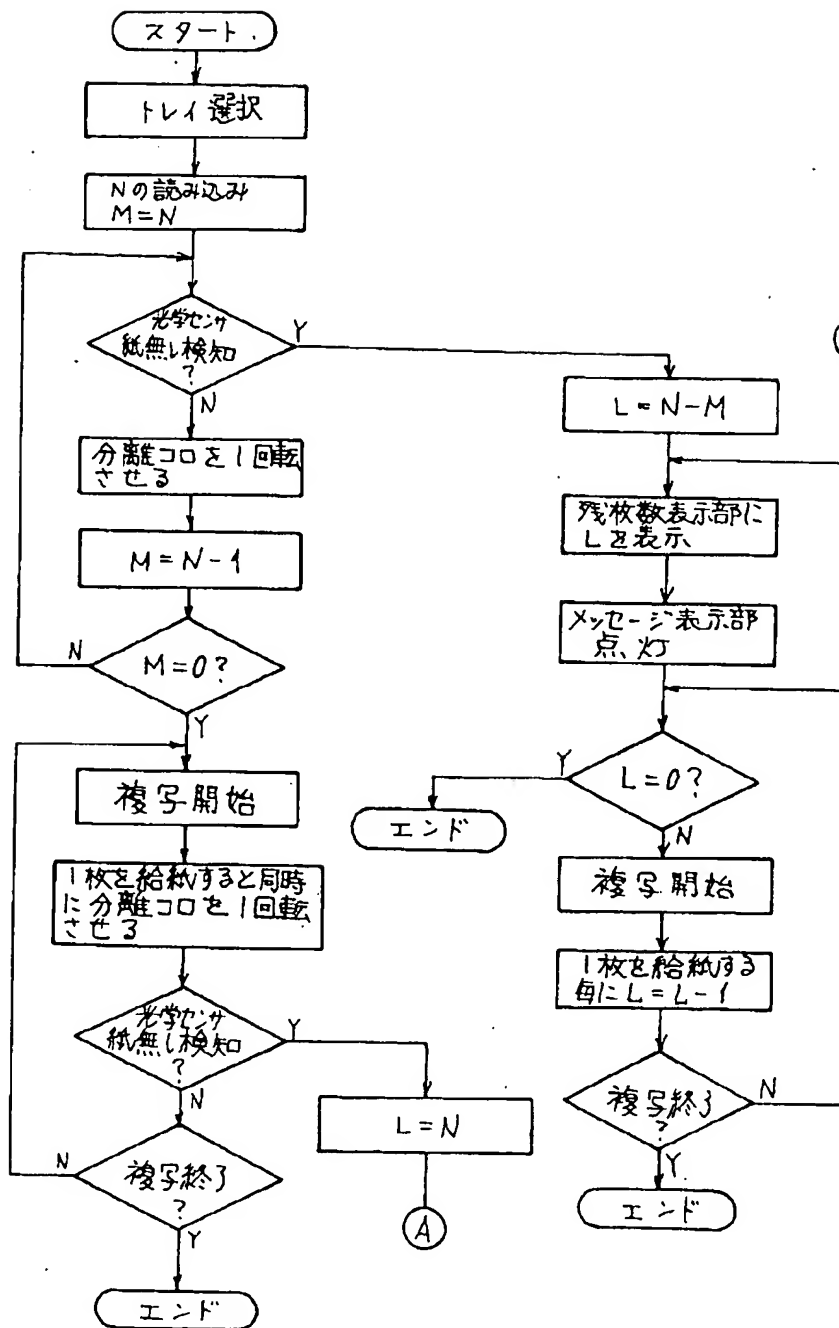 スタート
トレイ選択
Nの読み込み
M=N
光学センサ
紙無し検知
?
Y
N
分離コロを1回転
させる
M=N-1
M=0?
N
Y
複写開始
1枚を給紙すると同時
に分離コロを1回転
させる
光学センサ
紙無し検知
?
Y
N
L=N
A
複写終了
?
N
Y
エンド
L=N-M
残枚数表示部に
Lを表示
メッセージ表示部
点灯
L=0?
Y
N
エンド
複写開始
1枚を給紙する
毎にL=L-1
複写終了
?
N
Y
エンド